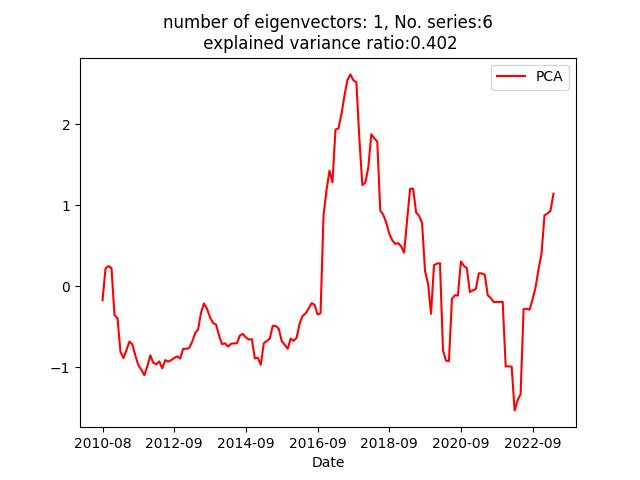 number of eigenvectors: 1, No. series:6
explained variance ratio:0.402
PCA
2
1
0
−1
2010-08 2012-09 2014-09 2016-09 2018-09 2020-09 2022-09
Date